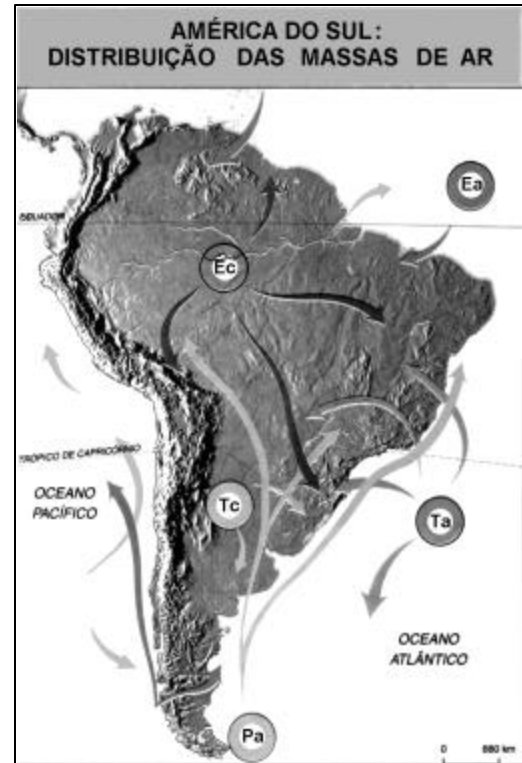 AMÉRICA DO SUL:
DISTRIBUIÇÃO DAS MASSAS DE AR
Ea
EQUADOR
Ec
TRÓPICO DE CAPRICÓRNIO
OCEANO
PACÍFICO
Tc
Ta
OCEANO
ATLÂNTICO
Pa
0 680 km